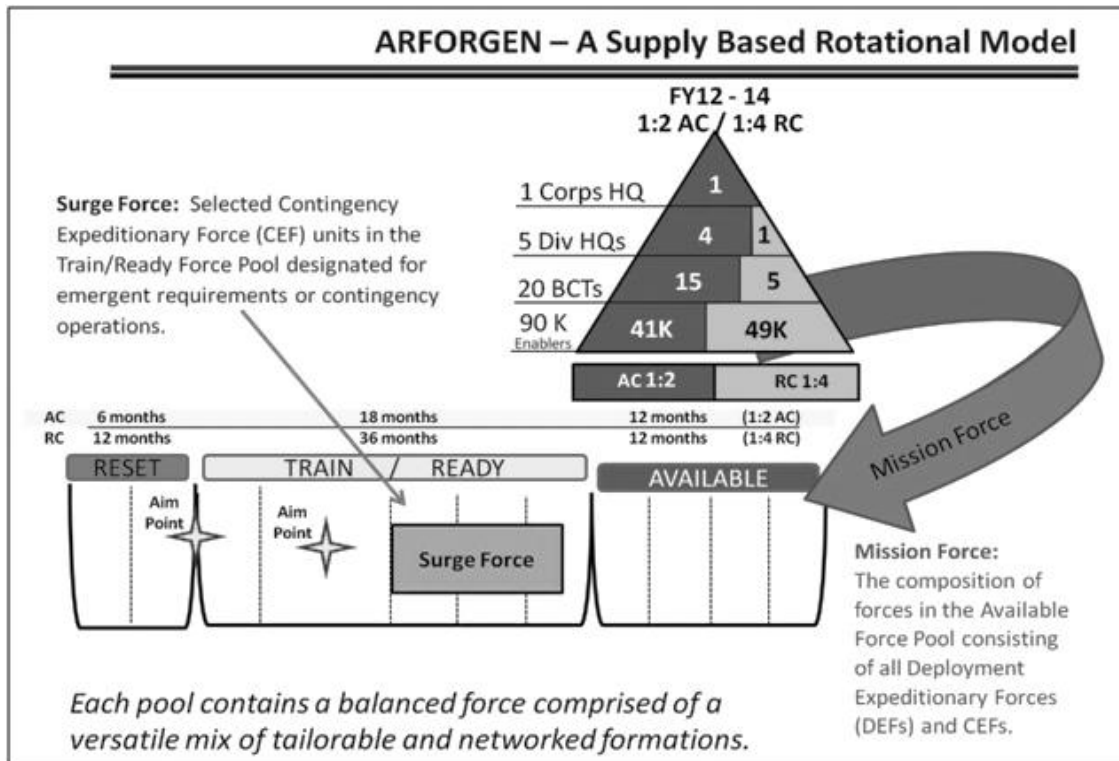 ARFORGEN – A Supply Based Rotational Model
FY12 - 14
1:2 AC / 1:4 RC
Surge Force: Selected Contingency
Expeditionary Force (CEF) units in the
Train/Ready Force Pool designated for
emergent requirements or contingency
operations.
1 Corps HQ 1
5 Div HQs 4 1
20 BCTs 15 5
90 K 41K 49K
Enablers
AC 1:2 RC 1:4
AC 6 months 18 months 12 months (1:2 AC)
RC 12 months 36 months 12 months (1:4 RC)
Mission Force
RESET TRAIN / READY AVAILABLE
Aim
Point
Aim
Point
Surge Force
Mission Force:
The composition of
forces in the Available
Force Pool consisting
of all Deployment
Expeditionary Forces
(DEFs) and CEFs.
Each pool contains a balanced force comprised of a
versatile mix of tailorable and networked formations.